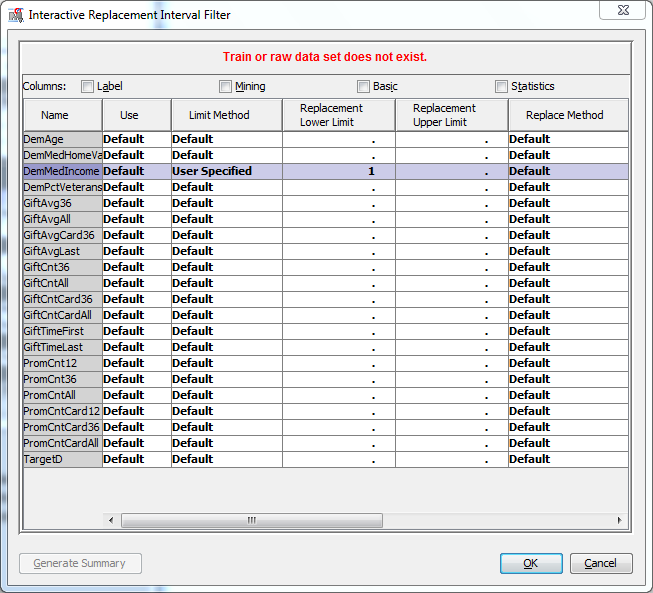 Interactive Replacement Interval Filter
Train or raw data set does not exist.
Columns: Label Mining Basic Statistics
Name Use Limit Method Replacement Lower Limit Replacement Upper Limit Replace Method
DemAge Default Default . . Default
DemMedHomeVa Default Default . . Default
DemMedIncome Default User Specified 1 . Default
DemPctVeterans Default Default . . Default
GiftAvg36 Default Default . . Default
GiftAvgAll Default Default . . Default
GiftAvgCard36 Default Default . . Default
GiftAvgLast Default Default . . Default
GiftCnt36 Default Default . . Default
GiftCntAll Default Default . . Default
GiftCntCard36 Default Default . . Default
GiftCntCardAll Default Default . . Default
GiftTimeFirst Default Default . . Default
GiftTimeLast Default Default . . Default
PromCnt12 Default Default . . Default
PromCnt36 Default Default . . Default
PromCntAll Default Default . . Default
PromCntCard12 Default Default . . Default
PromCntCard36 Default Default . . Default
PromCntCardAll Default Default . . Default
TargetD Default Default . . Default
Generate Summary OK Cancel